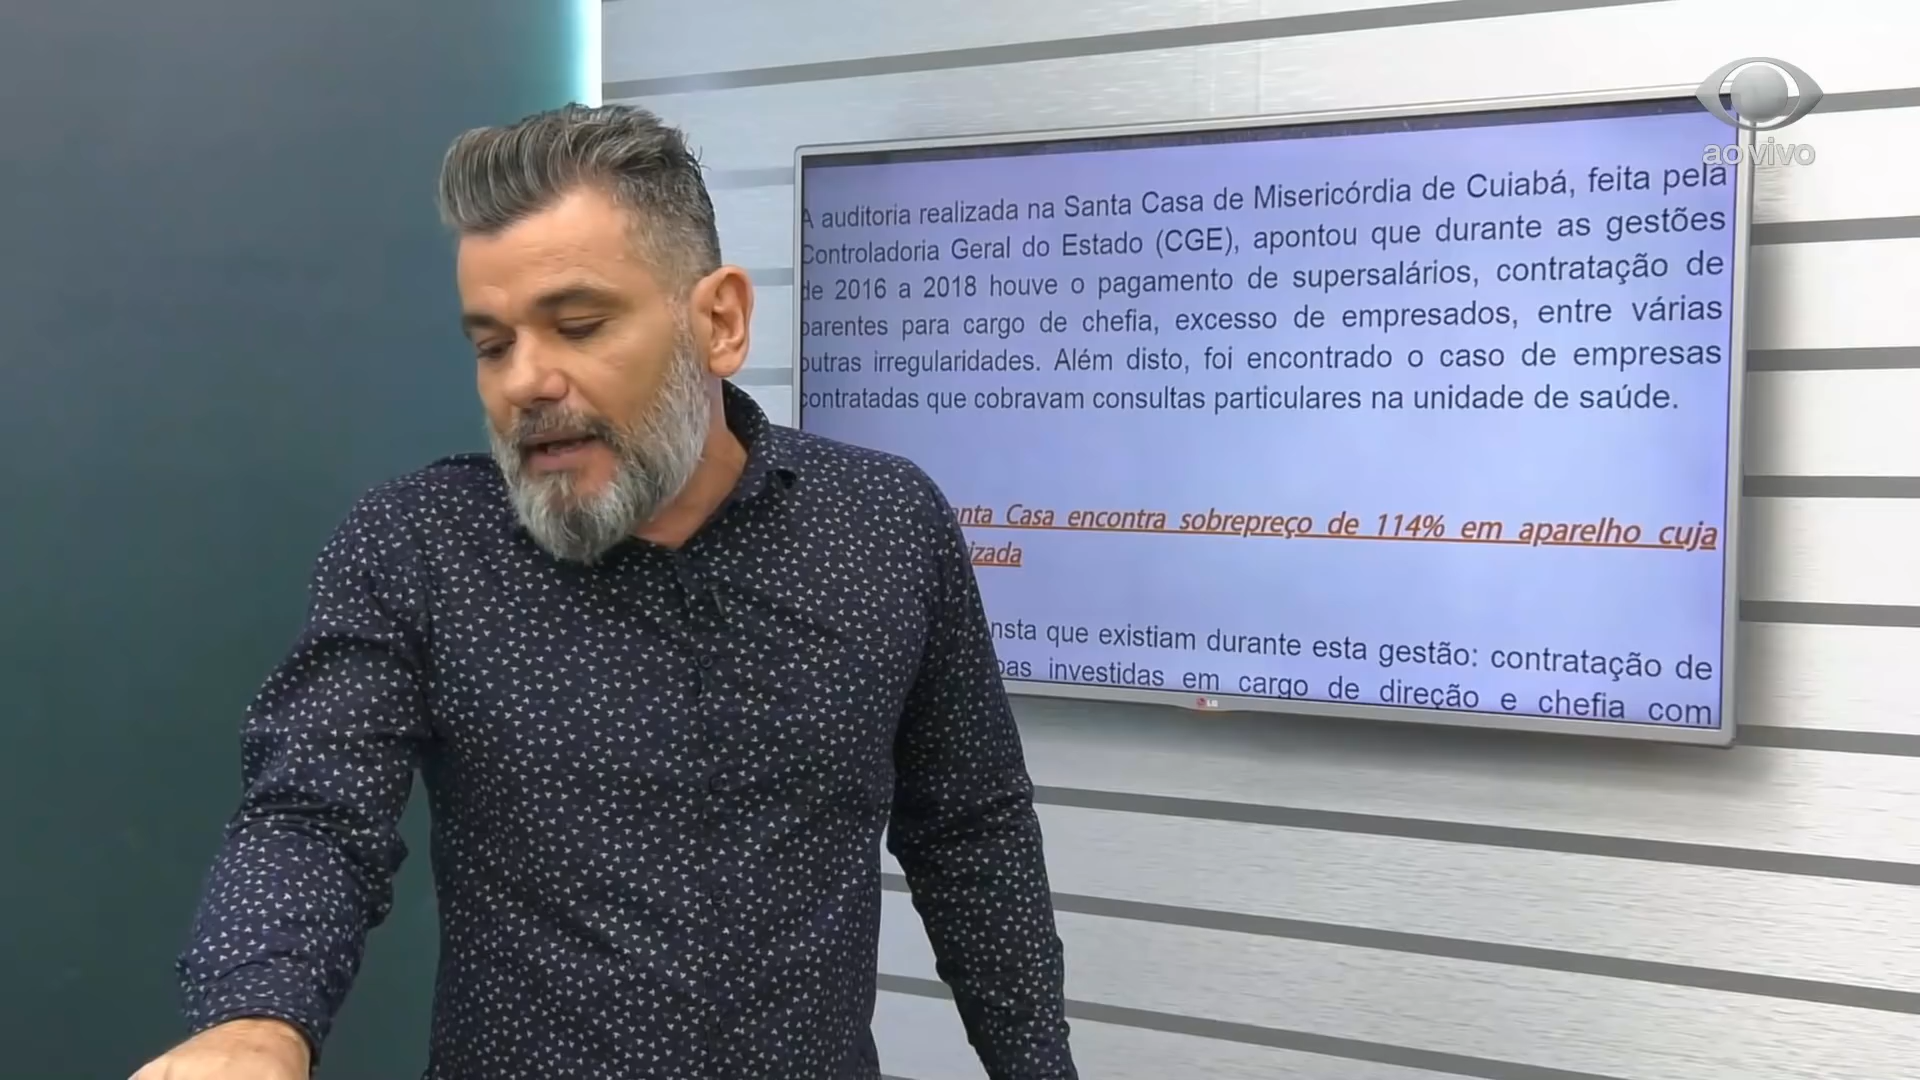 ao vivo
A auditoria realizada na Santa Casa de Misericórdia de Cuiabá, feita pela
Controladoria Geral do Estado (CGE), apontou que durante as gestões
de 2016 a 2018 houve o pagamento de supersalários, contratação de
parentes para cargo de chefia, excesso de empresados, entre várias
outras irregularidades. Além disto, foi encontrado o caso de empresas
contratadas que cobravam consultas particulares na unidade de saúde.
anta Casa encontra sobrepreço de 114% em aparelho cuja
izada
nsta que existiam durante esta gestão: contratação de
oas investidas em cargo de direção e chefia com
LG